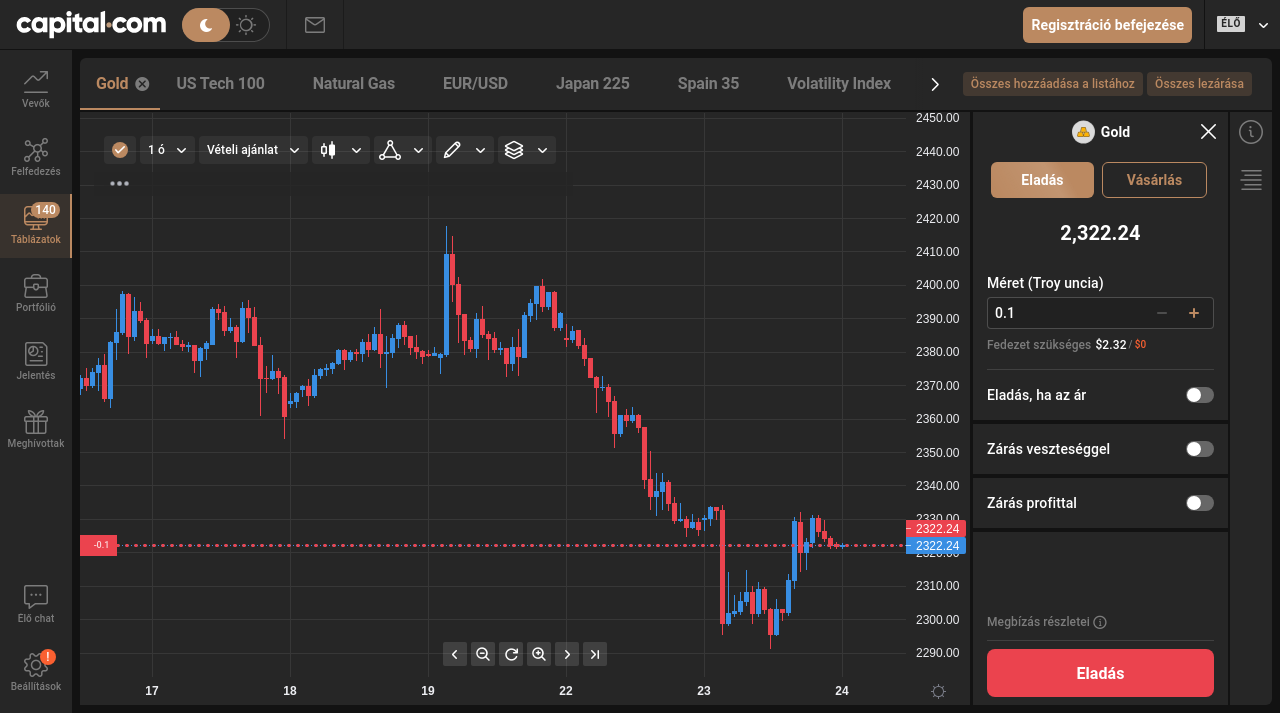 capital.com
Regisztráció befejezése
ÉLŐ
Vevők
Felfedezés
140
Táblázatok
Portfólió
Jelentés
Meghívottak
Élő chat
!
Beállítások
Gold
US Tech 100
Natural Gas
EUR/USD
Japan 225
Spain 35
Volatility Index
Összes hozzáadása a listához
Összes lezárása
1 ó
Vételi ajánlat
2450.00
2440.00
2430.00
2420.00
2410.00
2400.00
2390.00
2380.00
2370.00
2360.00
2350.00
2340.00
2330.00
2322.24
2322.24
2320.00
2310.00
2300.00
2290.00
-0.1
17
18
19
22
23
24
Gold
Eladás
Vásárlás
2,322.24
Méret (Troy uncia)
0.1
Fedezet szükséges $2.32 / $0
Eladás, ha az ár
Zárás veszteséggel
Zárás profittal
Megbízás részletei
Eladás